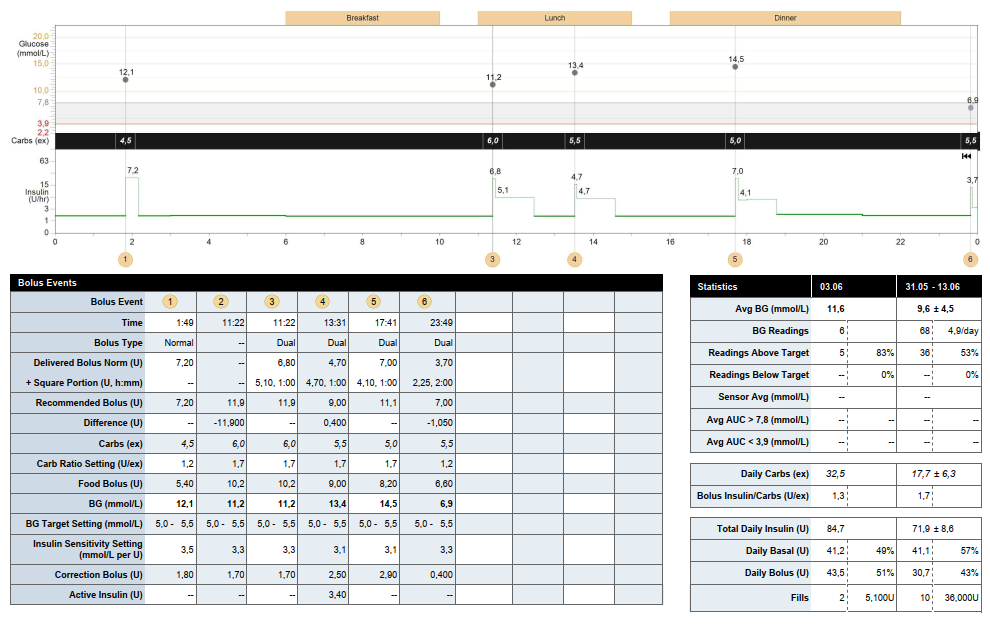 Breakfast Lunch Dinner
20,0
Glucose
(mmol/L)
15,0
10,0
7,8
3,9
2,2
12,1 11,2 13,4 14,5 6,9
Carbs (ex) 4,5 6,0 5,5 5,0 5,5
63
15
Insulin
(U/hr)
3
1
0
7,2 6,8 5,1 4,7 4,7 7,0 4,1 3,7
0 2 4 6 8 10 12 14 16 18 20 22 0
1 3 4 5 6
Bolus Events
Bolus Event 1 2 3 4 5 6
Time 1:49 11:22 11:22 13:31 17:41 23:49
Bolus Type Normal -- Dual Dual Dual Dual
Delivered Bolus Norm (U) 7,20 -- 6,80 4,70 7,00 3,70
+ Square Portion (U, h:mm) -- -- 5,10, 1:00 4,70, 1:00 4,10, 1:00 2,25, 2:00
Recommended Bolus (U) 7,20 11,9 11,9 9,00 11,1 7,00
Difference (U) -- -11,900 -- 0,400 -- -1,050
Carbs (ex) 4,5 6,0 6,0 5,5 5,0 5,5
Carb Ratio Setting (U/ex) 1,2 1,7 1,7 1,7 1,7 1,2
Food Bolus (U) 5,40 10,2 10,2 9,00 8,20 6,60
BG (mmol/L) 12,1 11,2 11,2 13,4 14,5 6,9
BG Target Setting (mmol/L) 5,0 - 5,5 5,0 - 5,5 5,0 - 5,5 5,0 - 5,5 5,0 - 5,5 5,0 - 5,5
Insulin Sensitivity Setting
(mmol/L per U) 3,5 3,3 3,3 3,1 3,1 3,3
Correction Bolus (U) 1,80 1,70 1,70 2,50 2,90 0,400
Active Insulin (U) -- -- -- 3,40 -- --
Statistics 03.06 31.05 - 13.06
Avg BG (mmol/L) 11,6 9,6 ± 4,5
BG Readings 6 68 4,9/day
Readings Above Target 5 83% 36 53%
Readings Below Target -- 0% -- 0%
Sensor Avg (mmol/L) -- --
Avg AUC > 7,8 (mmol/L) -- -- -- --
Avg AUC < 3,9 (mmol/L) -- -- -- --
Daily Carbs (ex) 32,5 17,7 ± 6,3
Bolus Insulin/Carbs (U/ex) 1,3 1,7
Total Daily Insulin (U) 84,7 71,9 ± 8,6
Daily Basal (U) 41,2 49% 41,1 57%
Daily Bolus (U) 43,5 51% 30,7 43%
Fills 2 5,100U 10 36,000U